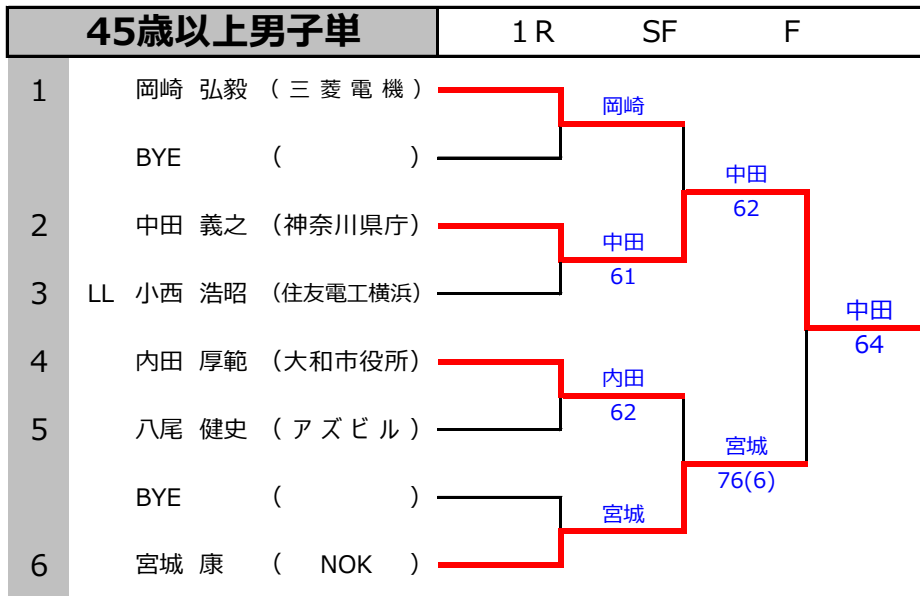 45歳以上男子単 1R SF F
1 岡崎 弘毅 (三菱電機)
岡崎
BYE ( )
中田
62
2 中田 義之 (神奈川県庁)
中田
61
3 LL 小西 浩昭 (住友電工横浜)
中田
64
4 内田 厚範 (大和市役所)
内田
62
5 八尾 健史 (アズビル)
宮城
76(6)
BYE ( )
宮城
6 宮城 康 ( NOK )